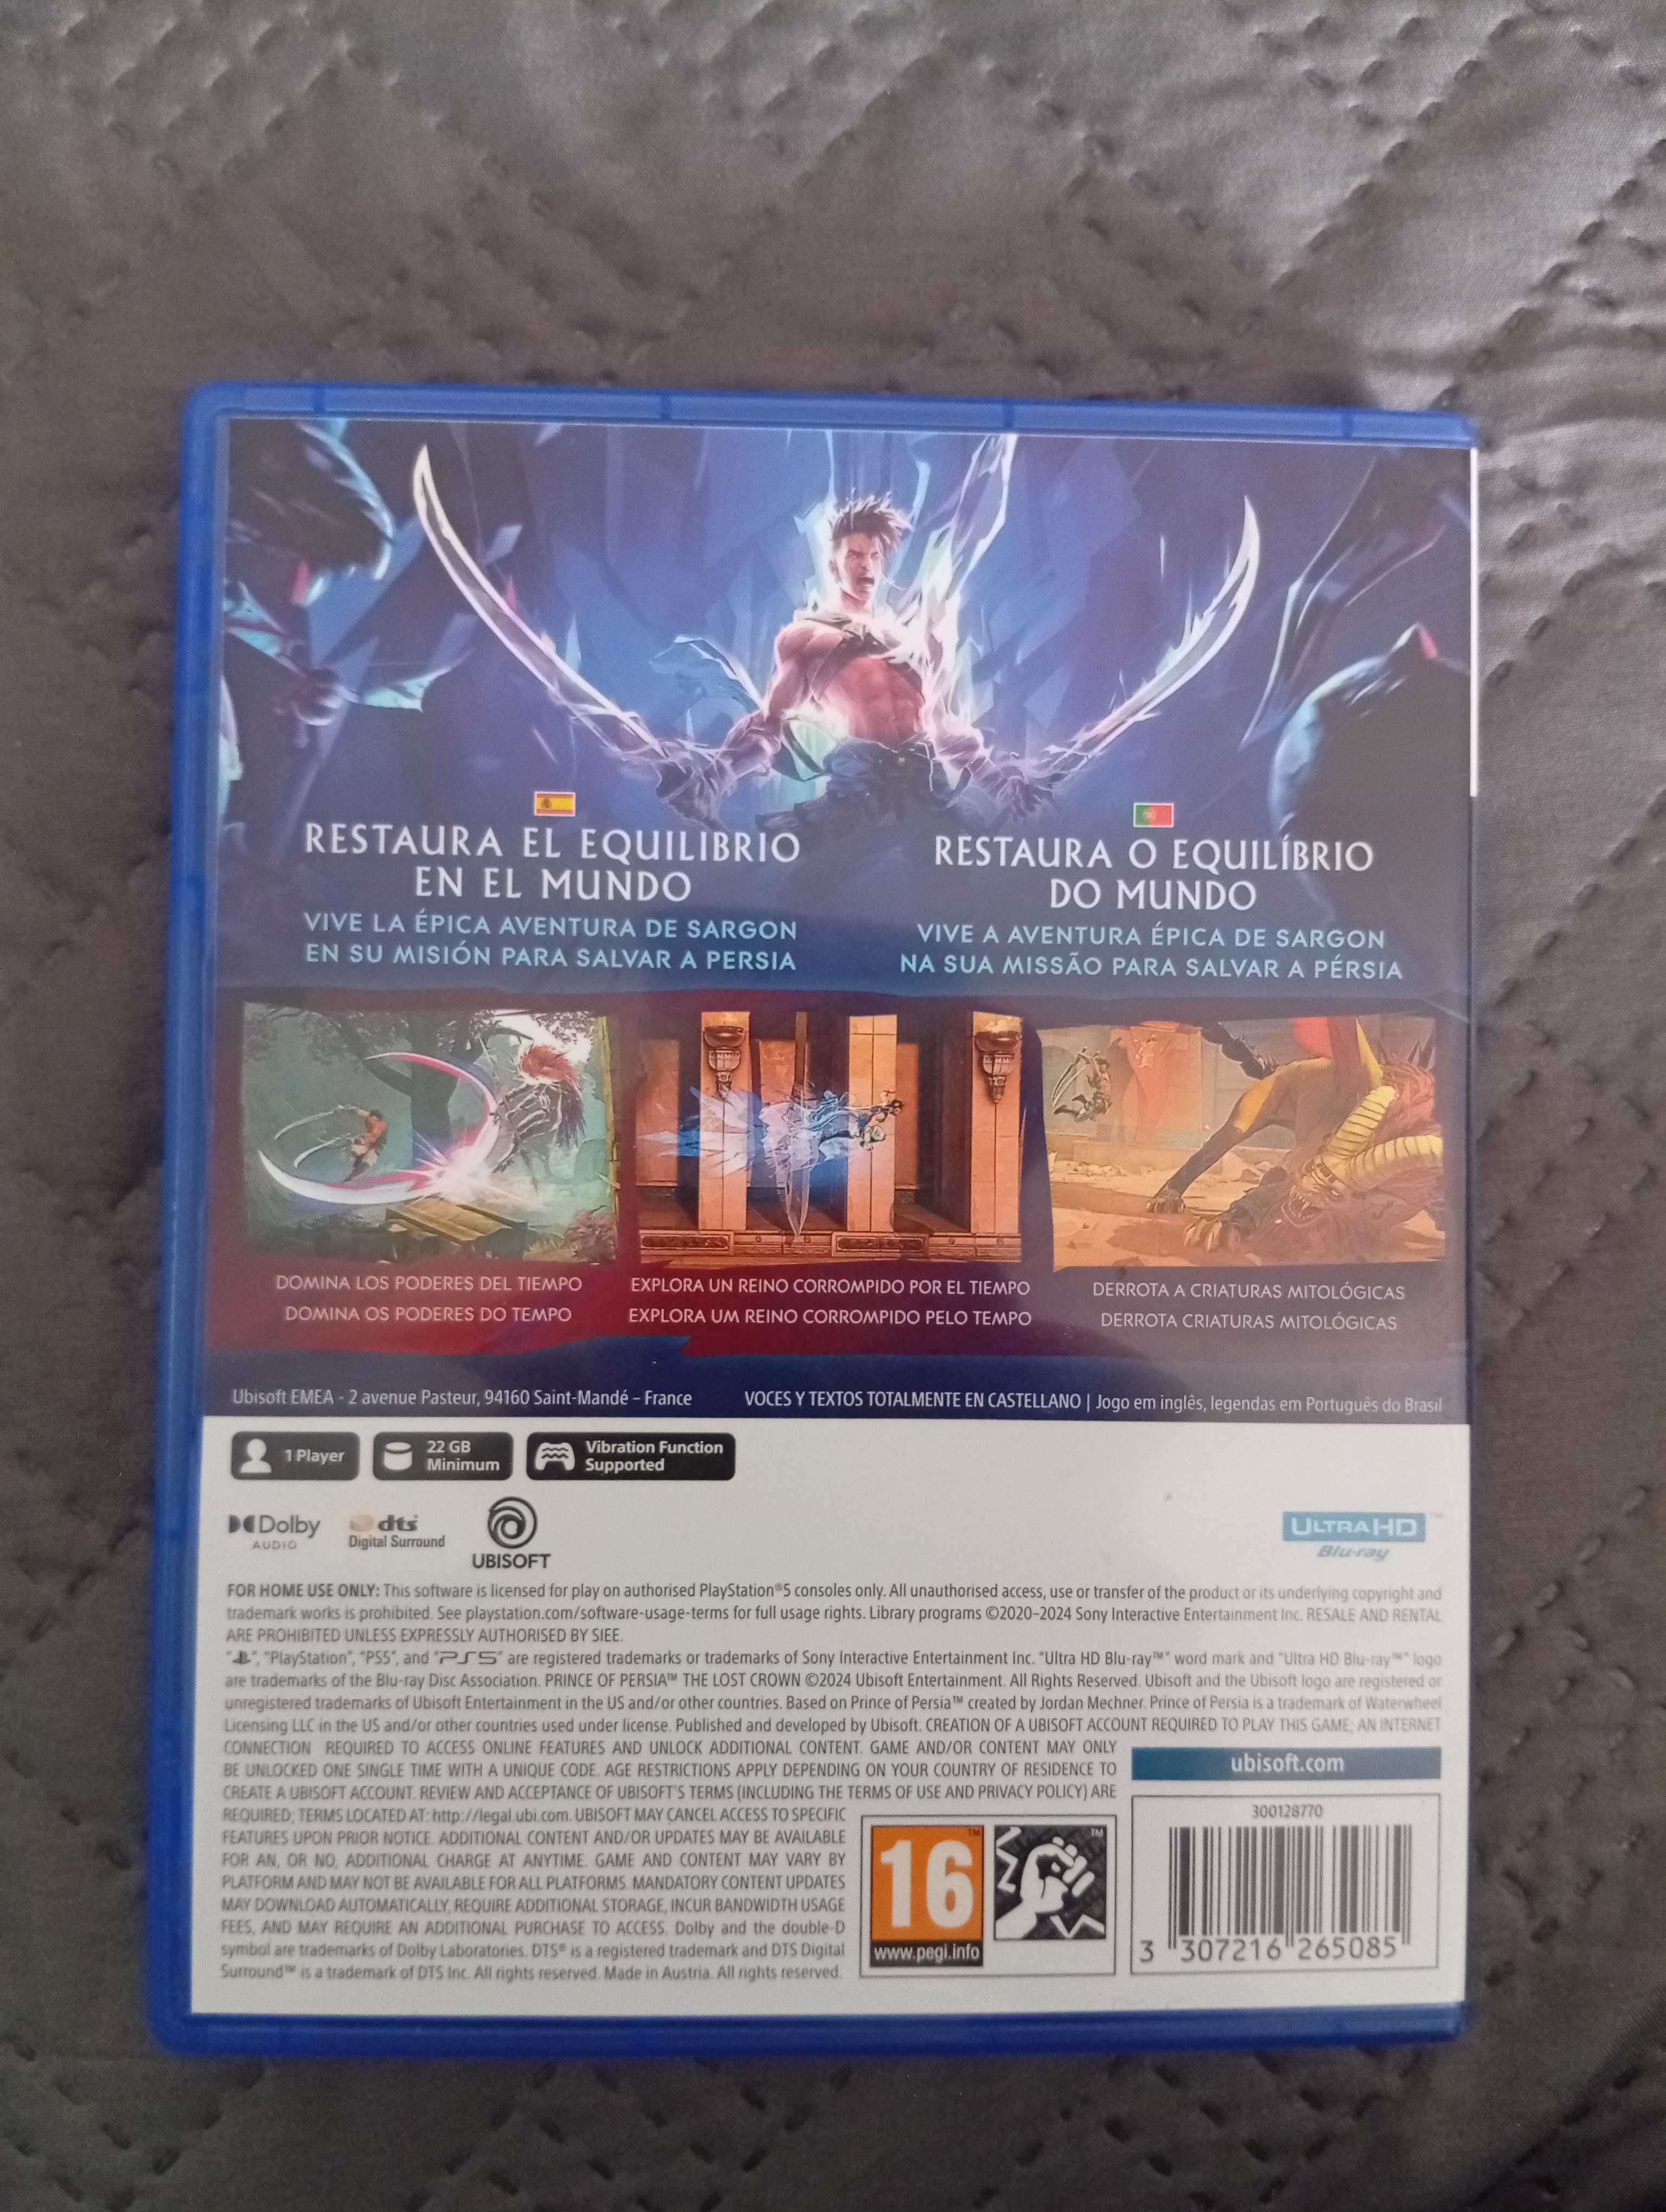 RESTAURA EL EQUILIBRIO
EN EL MUNDO
VIVE LA ÉPICA AVENTURA DE SARGON
EN SU MISIÓN PARA SALVAR A PERSIA
RESTAURA O EQUILÍBRIO
DO MUNDO
VIVE A AVENTURA ÉPICA DE SARGON
NA SUA MISSÃO PARA SALVAR A PÉRSIA
DOMINA LOS PODERES DEL TIEMPO
DOMINA OS PODERES DO TEMPO
EXPLORA UN REINO CORROMPIDO POR EL TIEMPO
EXPLORA UM REINO CORROMPIDO PELO TEMPO
DERROTA A CRIATURAS MITOLÓGICAS
DERROTA CRIATURAS MITOLÓGICAS
Ubisoft EMEA - 2 avenue Pasteur, 94160 Saint-Mandé – France
VOCES Y TEXTOS TOTALMENTE EN CASTELLANO | Jogo em inglês, legendas em Português do Brasil
1 Player
22 GB
Minimum
Vibration Function
Supported
Dolby
AUDIO
dts
Digital Surround
UBISOFT
ULTRA HD™
Blu-ray
FOR HOME USE ONLY: This software is licensed for play on authorised PlayStation®5 consoles only. All unauthorised access, use or transfer of the product or its underlying copyright and
trademark works is prohibited. See playstation.com/software-usage-terms for full usage rights. Library programs ©2020–2024 Sony Interactive Entertainment Inc. RESALE AND RENTAL
ARE PROHIBITED UNLESS EXPRESSLY AUTHORISED BY SIEE.
“ ”, “PlayStation”, “PS5”, and “PS5” are registered trademarks or trademarks of Sony Interactive Entertainment Inc. “Ultra HD Blu-ray™” word mark and “Ultra HD Blu-ray™” logo
are trademarks of the Blu-ray Disc Association. PRINCE OF PERSIA™ THE LOST CROWN ©2024 Ubisoft Entertainment. All Rights Reserved. Ubisoft and the Ubisoft logo are registered or
unregistered trademarks of Ubisoft Entertainment in the US and/or other countries. Based on Prince of Persia™ created by Jordan Mechner. Prince of Persia is a trademark of Waterwheel
Licensing LLC in the US and/or other countries used under license. Published and developed by Ubisoft. CREATION OF A UBISOFT ACCOUNT REQUIRED TO PLAY THIS GAME; AN INTERNET
CONNECTION REQUIRED TO ACCESS ONLINE FEATURES AND UNLOCK ADDITIONAL CONTENT. GAME AND/OR CONTENT MAY ONLY
BE UNLOCKED ONE SINGLE TIME WITH A UNIQUE CODE. AGE RESTRICTIONS APPLY DEPENDING ON YOUR COUNTRY OF RESIDENCE TO
CREATE A UBISOFT ACCOUNT. REVIEW AND ACCEPTANCE OF UBISOFT'S TERMS (INCLUDING THE TERMS OF USE AND PRIVACY POLICY) ARE
REQUIRED; TERMS LOCATED AT: http://legal.ubi.com. UBISOFT MAY CANCEL ACCESS TO SPECIFIC
FEATURES UPON PRIOR NOTICE. ADDITIONAL CONTENT AND/OR UPDATES MAY BE AVAILABLE
FOR AN, OR NO, ADDITIONAL CHARGE AT ANYTIME. GAME AND CONTENT MAY VARY BY
PLATFORM AND MAY NOT BE AVAILABLE FOR ALL PLATFORMS. MANDATORY CONTENT UPDATES
MAY DOWNLOAD AUTOMATICALLY, REQUIRE ADDITIONAL STORAGE, INCUR BANDWIDTH USAGE
FEES, AND MAY REQUIRE AN ADDITIONAL PURCHASE TO ACCESS. Dolby and the double-D
symbol are trademarks of Dolby Laboratories. DTS® is a registered trademark and DTS Digital
Surround™ is a trademark of DTS Inc. All rights reserved. Made in Austria. All rights reserved.
ubisoft.com
16™
www.pegi.info
™
300128770
3 307216 265085